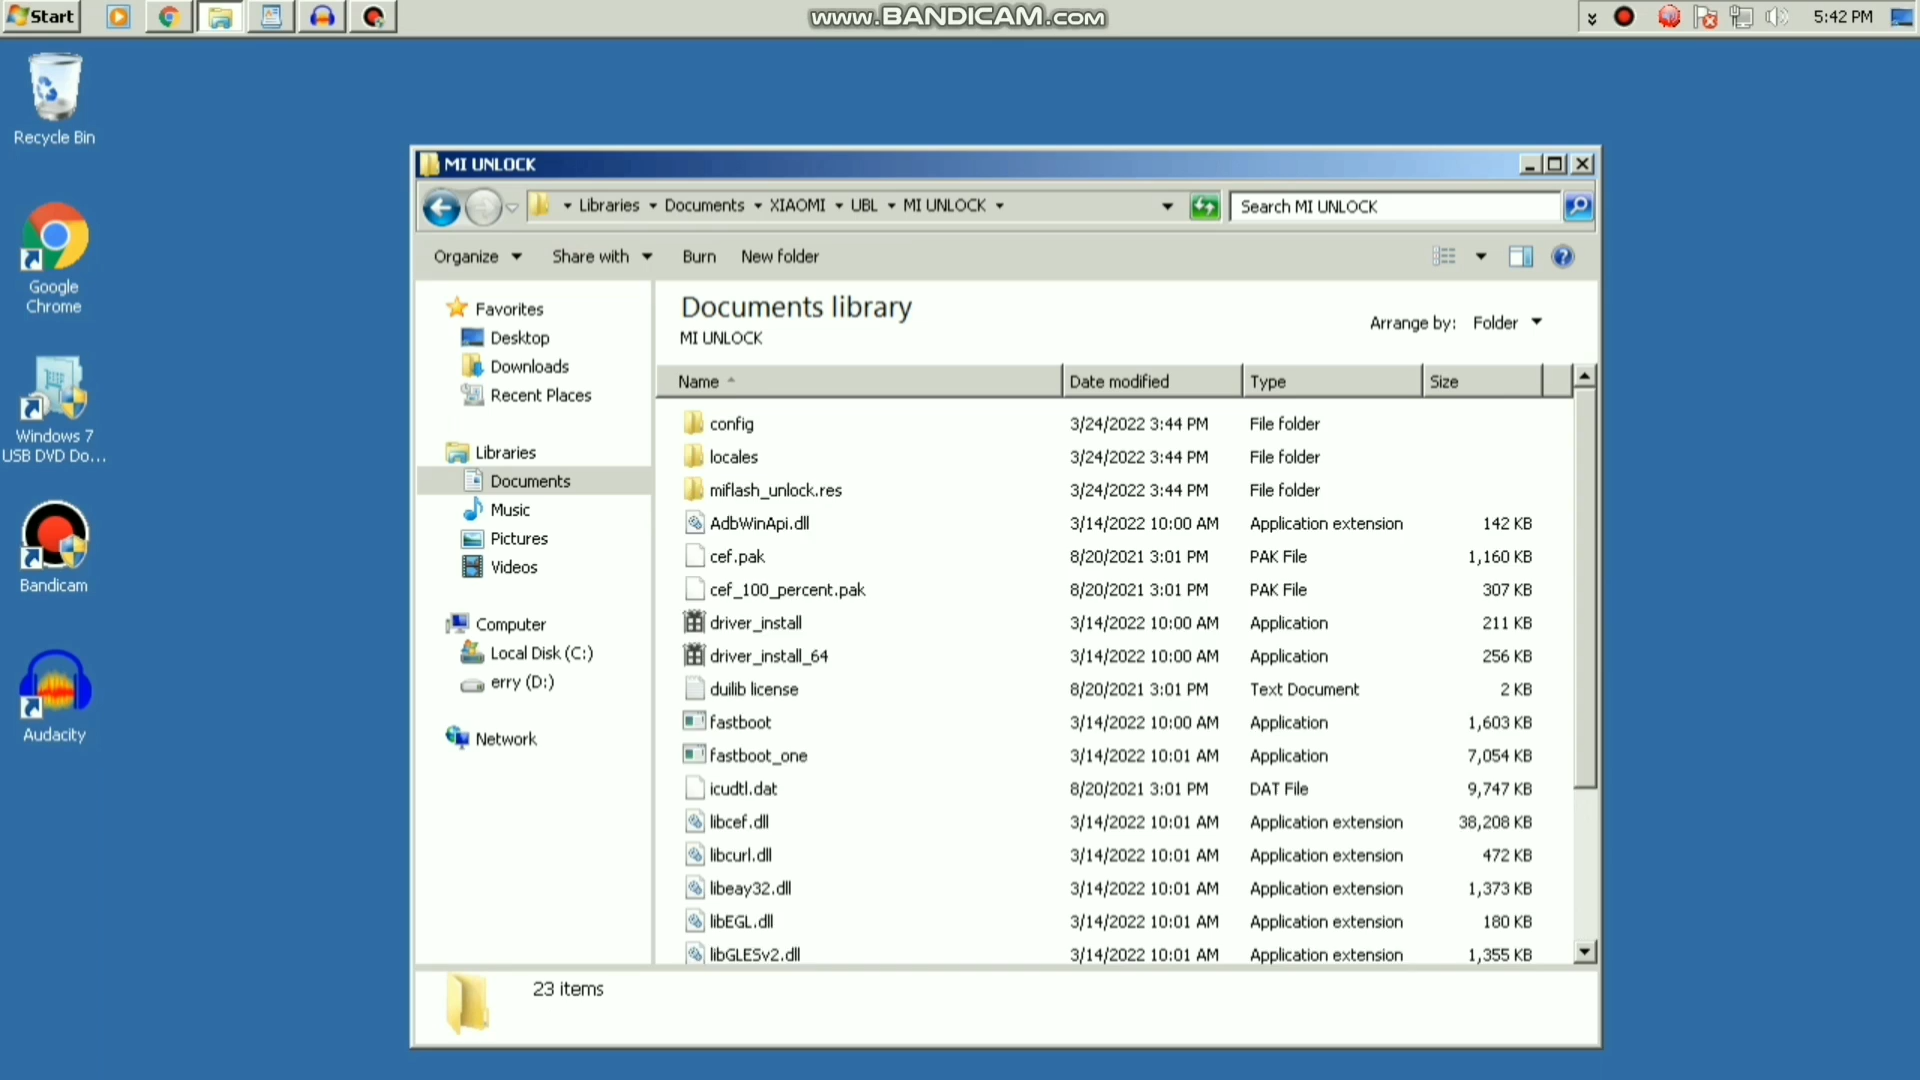 Start
www.BANDICAM.com
5:42 PM
Recycle Bin
Google
Chrome
Windows 7
USB DVD Do...
Bandicam
Audacity
MI UNLOCK
Libraries Documents XIAOMI UBL MI UNLOCK
Search MI UNLOCK
Organize Share with Burn New folder
Favorites
Desktop
Downloads
Recent Places
Libraries
Documents
Music
Pictures
Videos
Computer
Local Disk (C:)
erry (D:)
Network
Documents library
MI UNLOCK
Arrange by: Folder
Name Date modified Type Size
config 3/24/2022 3:44 PM File folder
locales 3/24/2022 3:44 PM File folder
miflash_unlock.res 3/24/2022 3:44 PM File folder
AdbWinApi.dll 3/14/2022 10:00 AM Application extension 142 KB
cef.pak 8/20/2021 3:01 PM PAK File 1,160 KB
cef_100_percent.pak 8/20/2021 3:01 PM PAK File 307 KB
driver_install 3/14/2022 10:00 AM Application 211 KB
driver_install_64 3/14/2022 10:00 AM Application 256 KB
duilib license 8/20/2021 3:01 PM Text Document 2 KB
fastboot 3/14/2022 10:00 AM Application 1,603 KB
fastboot_one 3/14/2022 10:01 AM Application 7,054 KB
icudtl.dat 8/20/2021 3:01 PM DAT File 9,747 KB
libcef.dll 3/14/2022 10:01 AM Application extension 38,208 KB
libcurl.dll 3/14/2022 10:01 AM Application extension 472 KB
libeay32.dll 3/14/2022 10:01 AM Application extension 1,373 KB
libEGL.dll 3/14/2022 10:01 AM Application extension 180 KB
libGLESv2.dll 3/14/2022 10:01 AM Application extension 1,355 KB
23 items